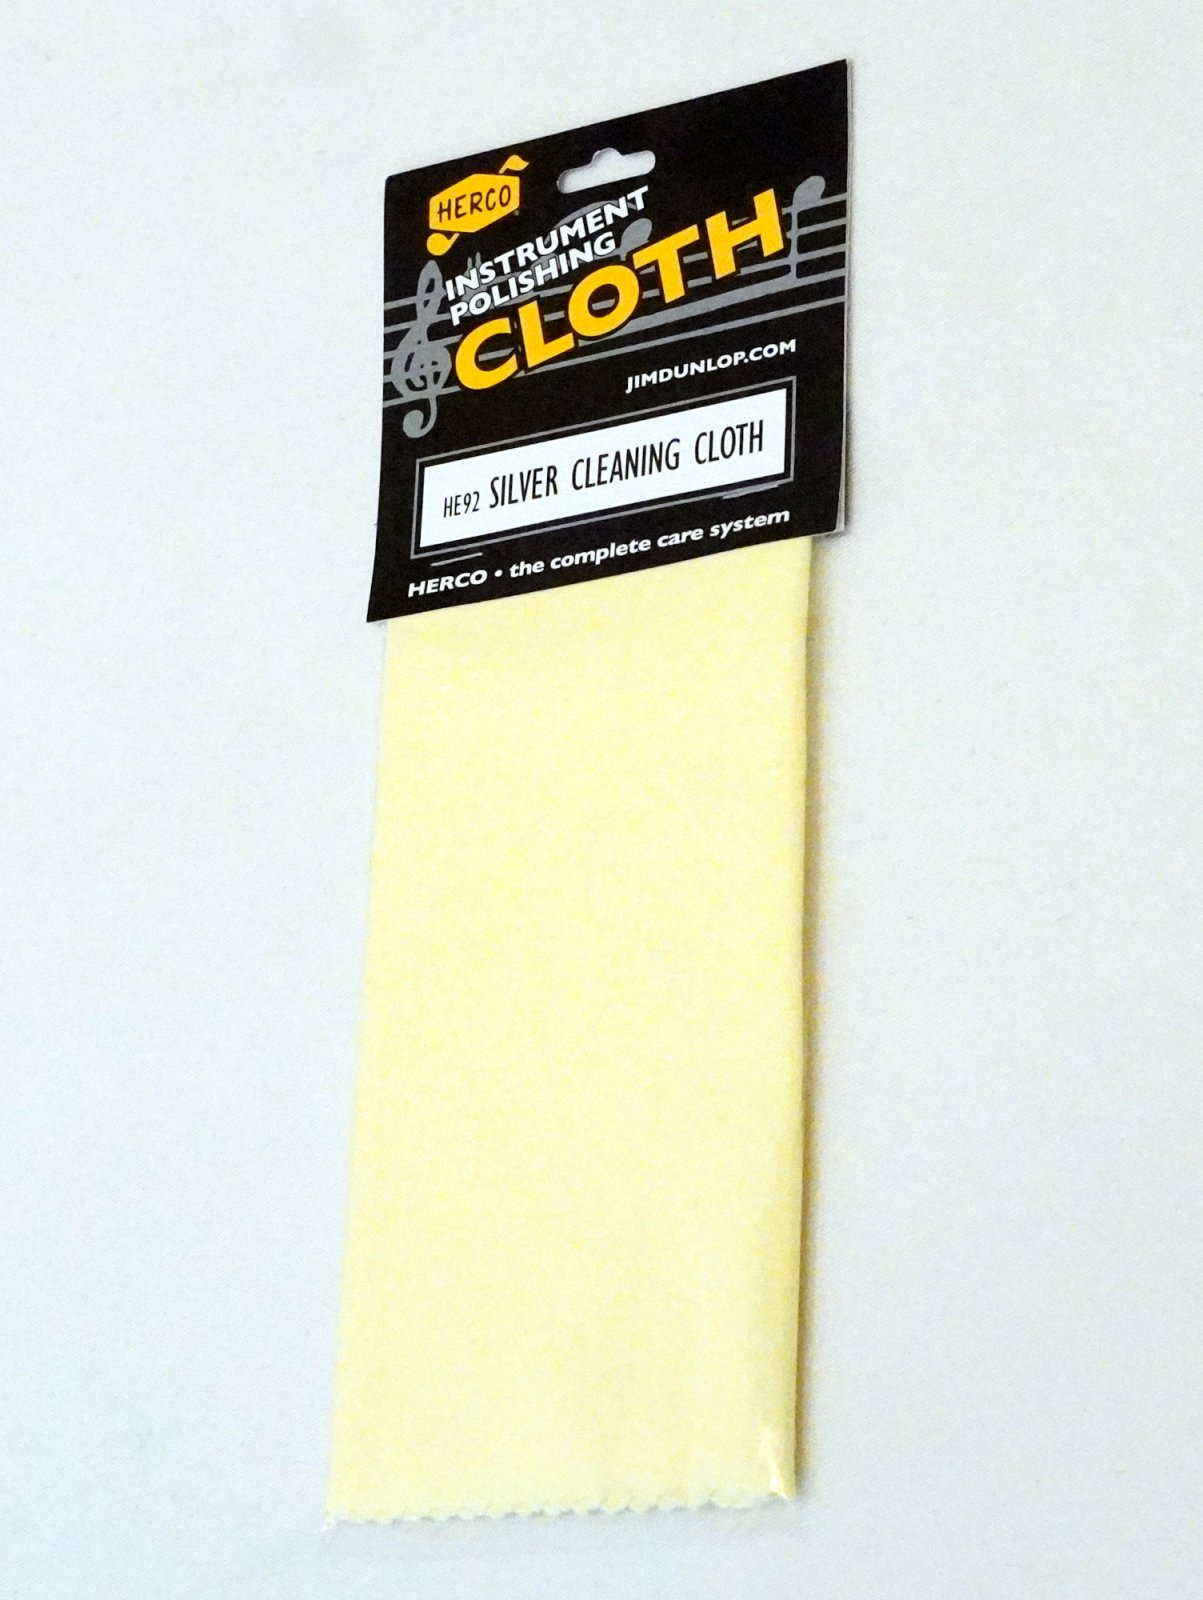 HERCO
INSTRUMENT
POLISHING
CLOTH
JIMDUNLOP.COM
HE92 SILVER CLEANING CLOTH
HERCO • the complete care system